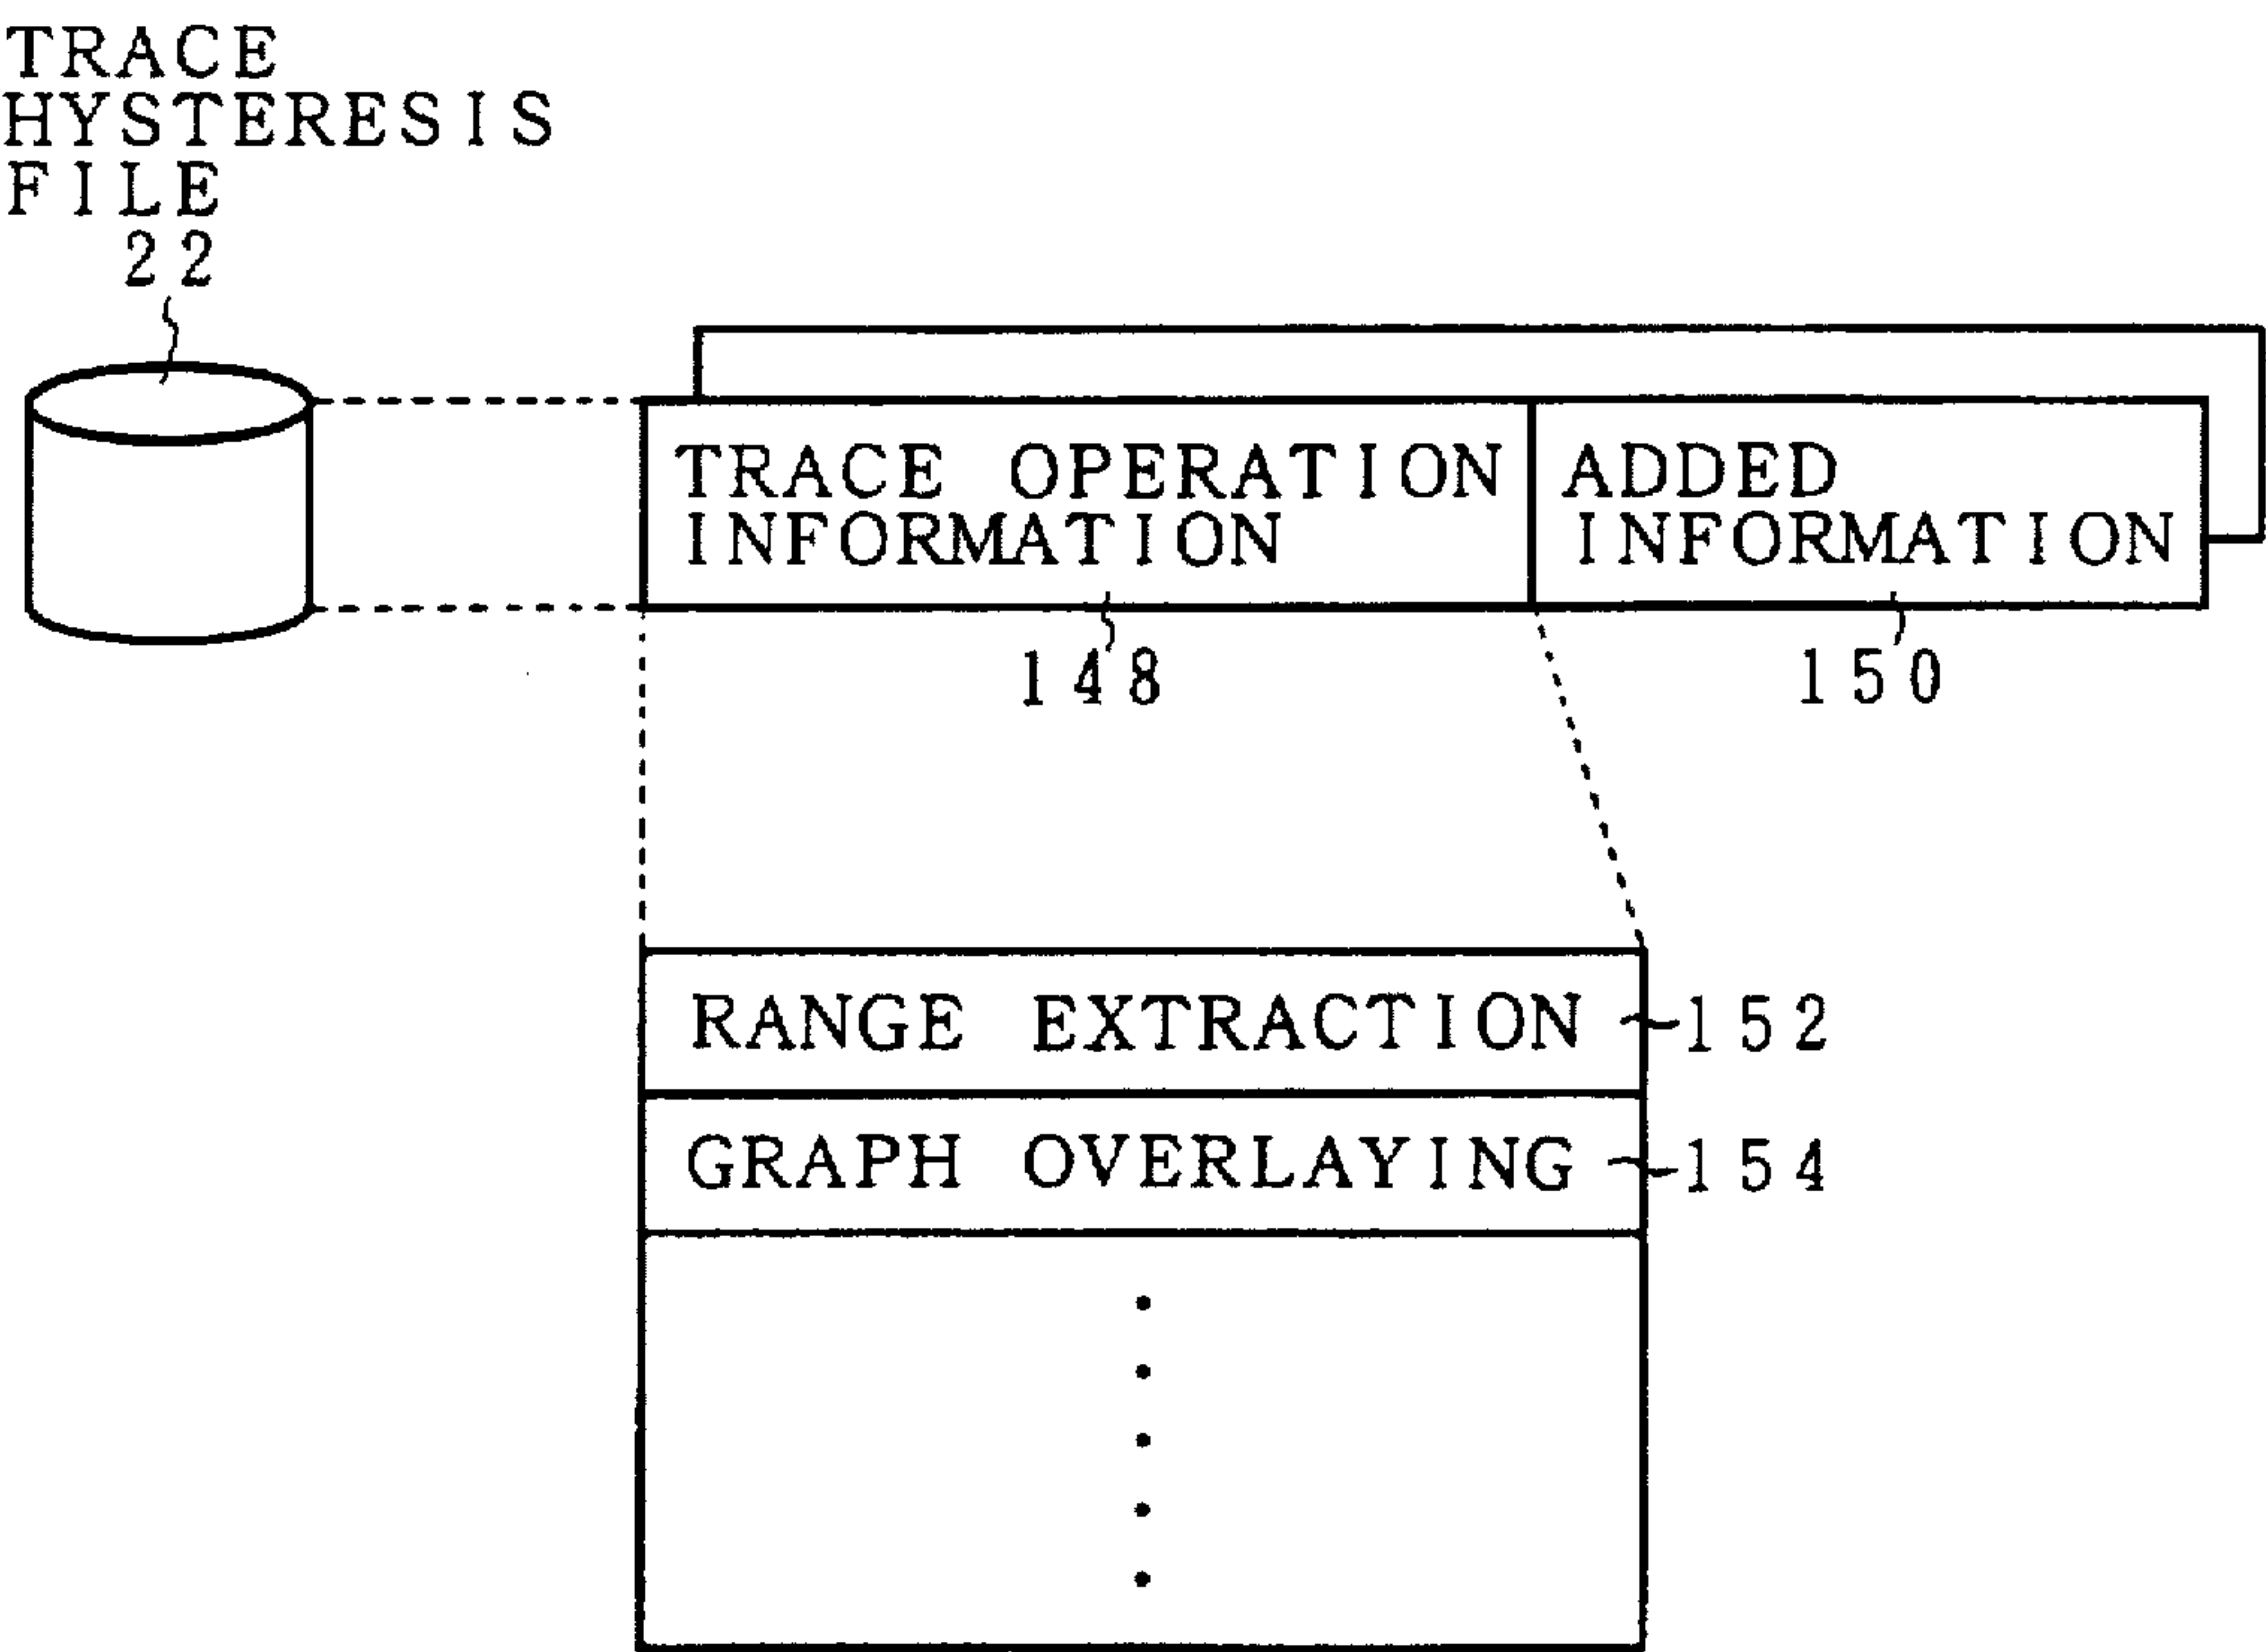 TRACE
HYSTERESIS
FILE
22
TRACE OPERATION
INFORMATION
ADDED
INFORMATION
148
150
RANGE EXTRACTION
152
GRAPH OVERLAYING
154